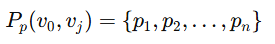 P_p(v_0, v_j) = {p_1, p_2, ..., p_n}